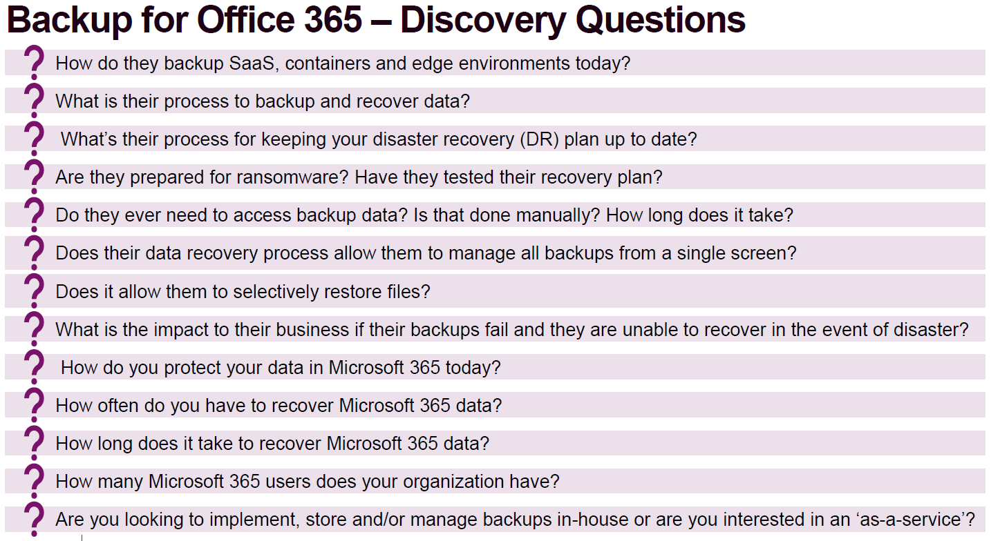 Backup for Office 365 – Discovery Questions
? How do they backup SaaS, containers and edge environments today?
? What is their process to backup and recover data?
? What’s their process for keeping your disaster recovery (DR) plan up to date?
? Are they prepared for ransomware? Have they tested their recovery plan?
? Do they ever need to access backup data? Is that done manually? How long does it take?
? Does their data recovery process allow them to manage all backups from a single screen?
? Does it allow them to selectively restore files?
? What is the impact to their business if their backups fail and they are unable to recover in the event of disaster?
? How do you protect your data in Microsoft 365 today?
? How often do you have to recover Microsoft 365 data?
? How long does it take to recover Microsoft 365 data?
? How many Microsoft 365 users does your organization have?
? Are you looking to implement, store and/or manage backups in-house or are you interested in an ‘as-a-service’?